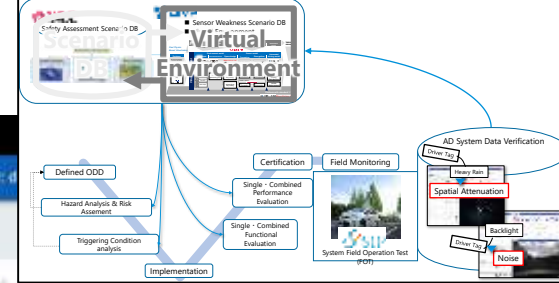 Safety Assessment Scenario DB
Scenario
DB
■ Sensor Weakness Scenario DB
Virtual
Environment
Defined ODD
Hazard Analysis & Risk
Assement
Triggering Condition
analysis
Implementation
Certification
Single・Combined
Performance
Evaluation
Single・Combined
Functional
Evaluation
Field Monitoring
System Field Operation Test
(FOT)
AD System Data Verification
Driver Tag
Heavy Rain
Spatial Attenuation
Backlight
Driver Tag
Noise